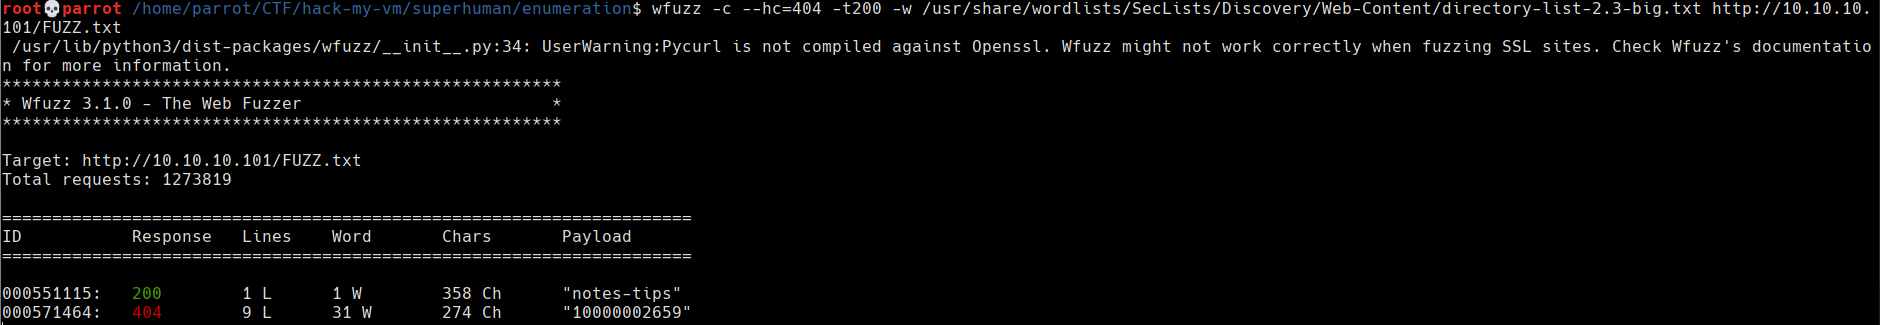 root💀parrot /home/parrot/CTF/hack-my-vm/superhuman/enumeration$ wfuzz -c --hc=404 -t200 -w /usr/share/wordlists/SecLists/Discovery/Web-Content/directory-list-2.3-big.txt http://10.10.10.
101/FUZZ.txt
/usr/lib/python3/dist-packages/wfuzz/__init__.py:34: UserWarning:Pycurl is not compiled against Openssl. Wfuzz might not work correctly when fuzzing SSL sites. Check Wfuzz's documentatio
n for more information.
********************************************************
* Wfuzz 3.1.0 - The Web Fuzzer                         *
********************************************************
Target: http://10.10.10.101/FUZZ.txt
Total requests: 1273819
=====================================================================
ID           Response   Lines    Word       Chars       Payload
=====================================================================
000551115:   200        1 L      1 W        358 Ch      "notes-tips"
000571464:   404        9 L      31 W       274 Ch      "10000002659"